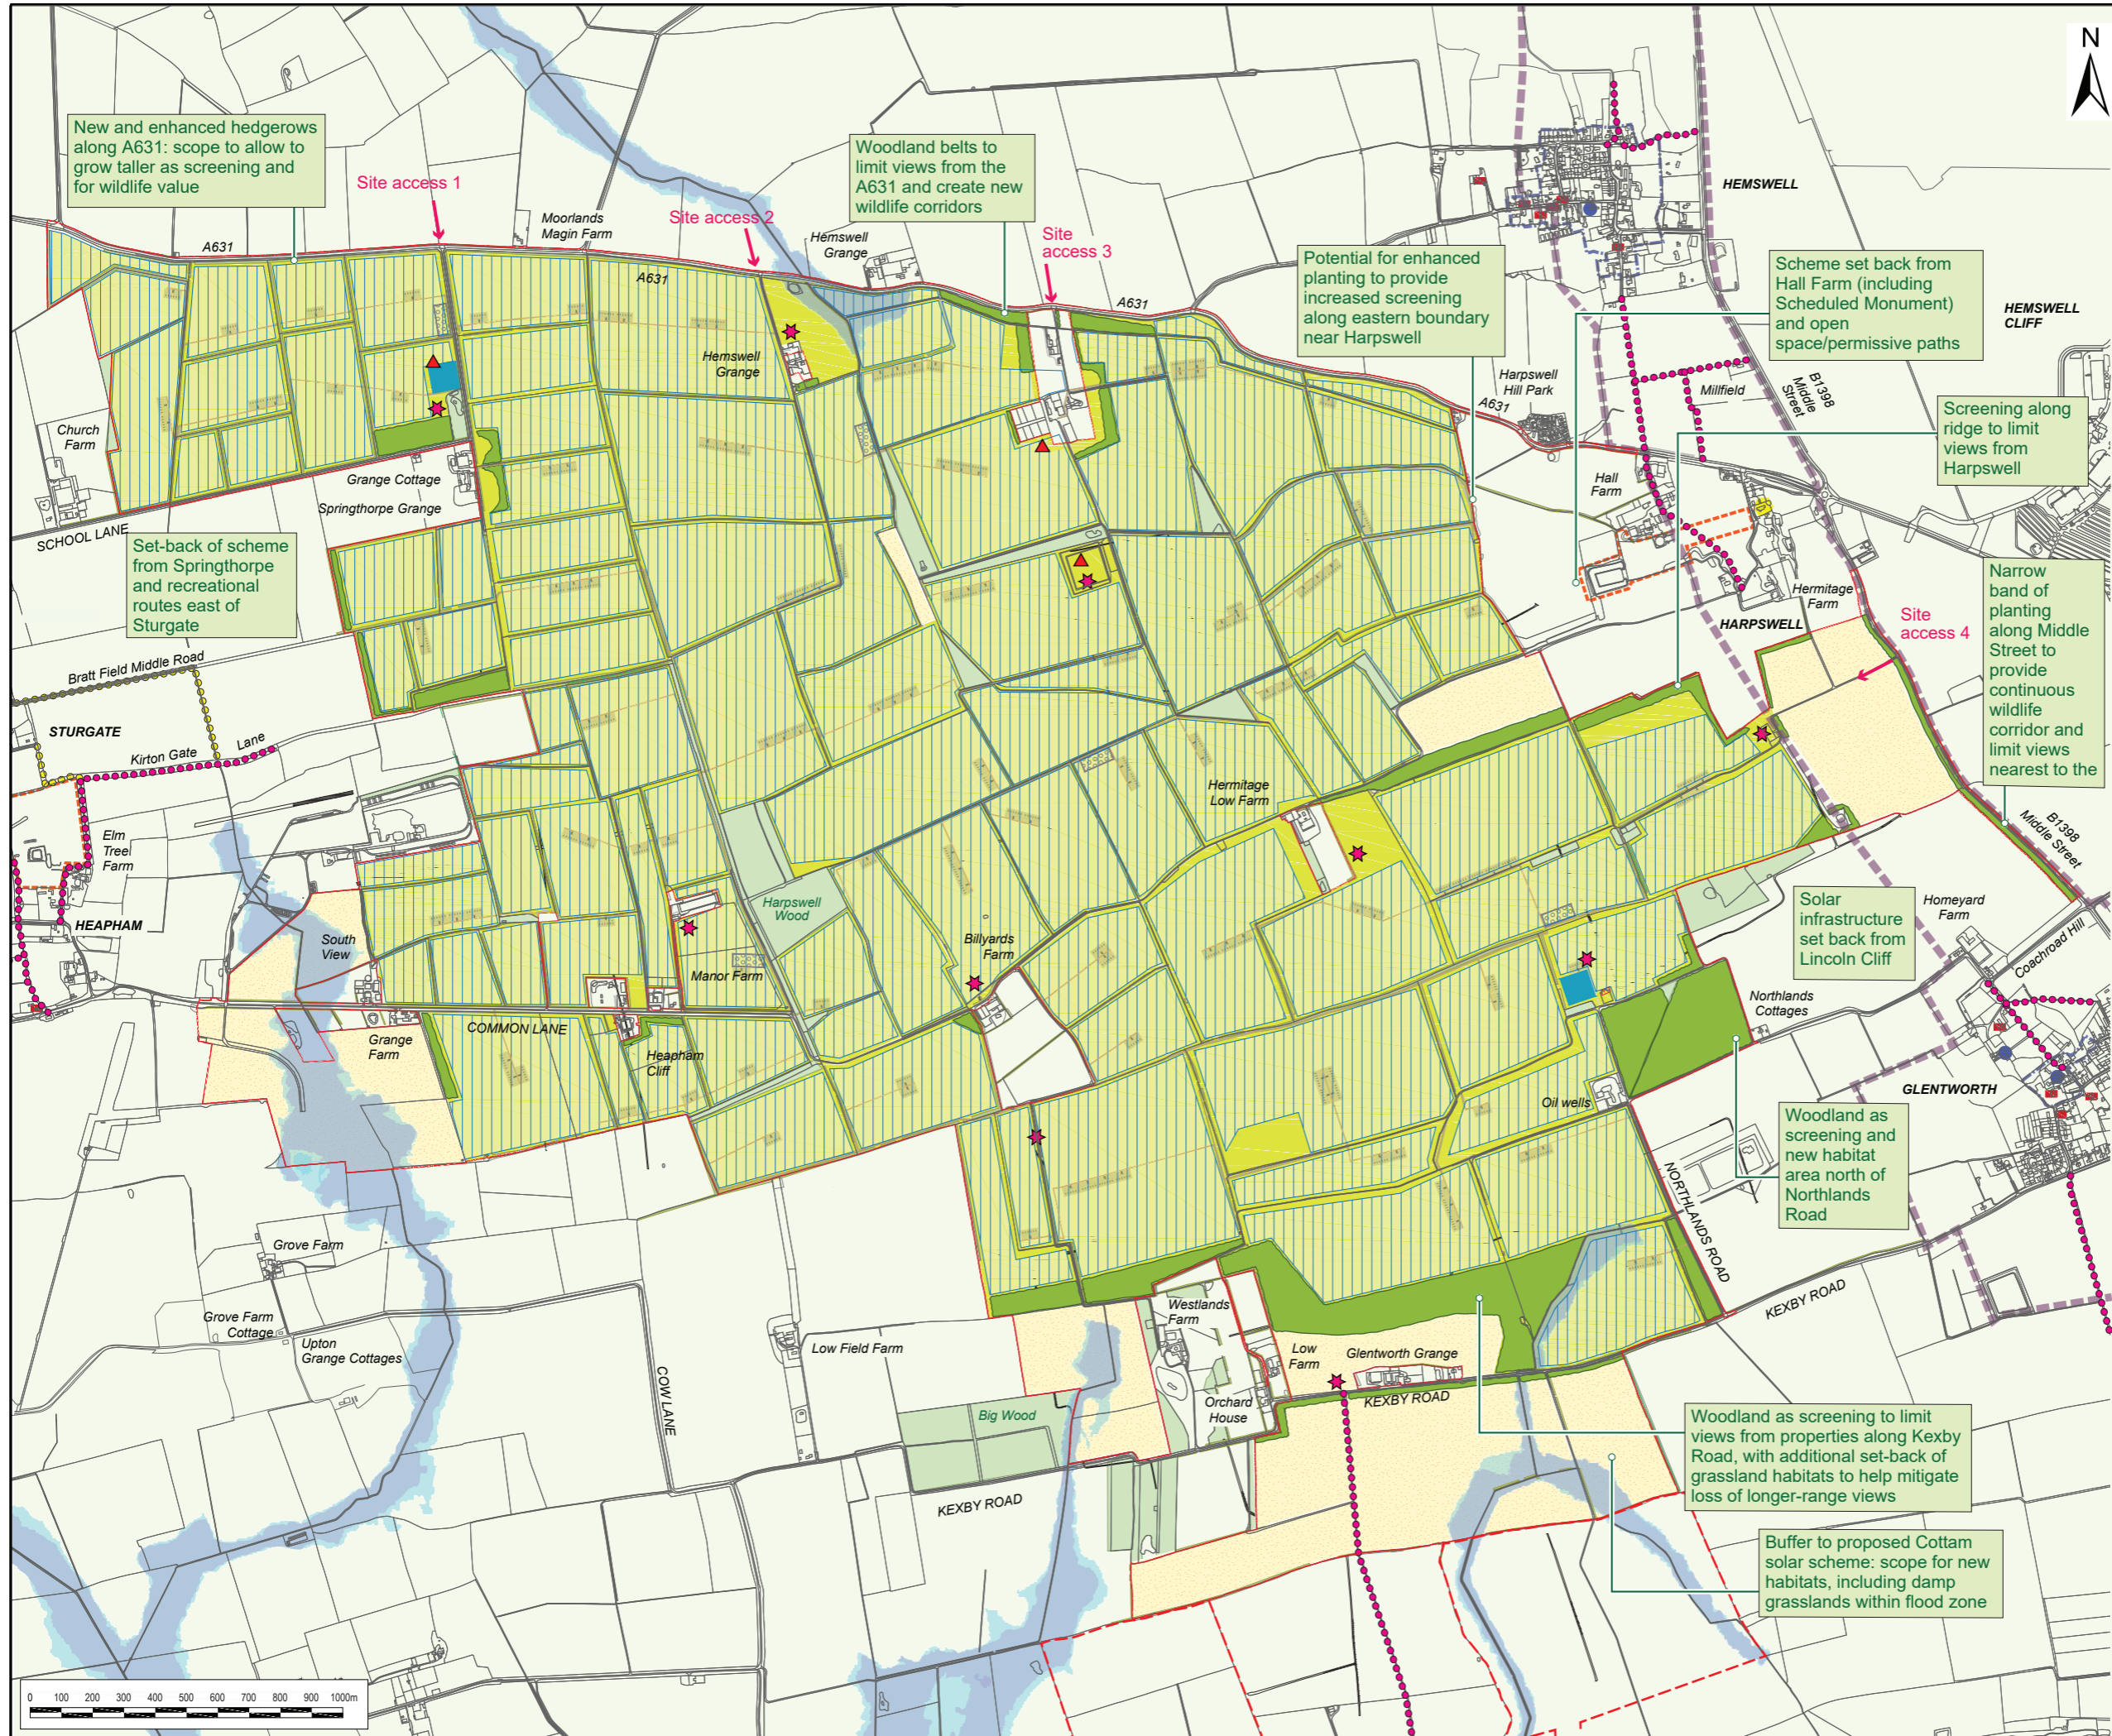 N
New and enhanced hedgerows
along A631: scope to allow to
grow taller as screening and
for wildlife value
Site access 1
Moorlands
Magin Farm
A631
Site access 2
A631
Hemswell
Grange
Woodland belts to
limit views from the
A631 and create new
wildlife corridors
Site
access 3
A631
HEMSWELL
Potential for enhanced
planting to provide
increased screening
along eastern boundary
near Harpswell
Scheme set back from
Hall Farm (including
Scheduled Monument)
and open
space/permissive paths
HEMSWELL
CLIFF
Hemswell
Grange
Harpswell
Hill Park
A631
Millfield
B1398
Middle
Street
Screening along
ridge to limit
views from
Harpswell
Church
Farm
Grange Cottage
Springthorpe Grange
SCHOOL LANE
Hall
Farm
Set-back of scheme
from Springthorpe
and recreational
routes east of
Sturgate
Hermitage
Farm
HARPSWELL
Site
access 4
Narrow
band of
planting
along Middle
Street to
provide
continuous
wildlife
corridor and
limit views
nearest to the
Bratt Field Middle Road
STURGATE
Kirton Gate
Lane
Hermitage
Low Farm
B1398
Middle Street
Elm
Tree
Farm
HEAPHAM
South
View
Harpswell
Wood
Manor Farm
Billyards
Farm
Solar
infrastructure
set back from
Lincoln Cliff
Homeyard
Farm
Coachroad Hill
Northlands
Cottages
COMMON LANE
Grange
Farm
Heapham
Cliff
Oil wells
GLENTWORTH
Woodland as
screening and
new habitat
area north of
Northlands
Road
NORTHLANDS ROAD
KEXBY ROAD
Grove Farm
Grove Farm
Cottage
Upton
Grange Cottages
COW LANE
Low Field Farm
Westlands
Farm
Low
Farm
Glentworth Grange
KEXBY ROAD
Orchard
House
Big Wood
KEXBY ROAD
Woodland as screening to limit
views from properties along Kexby
Road, with additional set-back of
grassland habitats to help mitigate
loss of longer-range views
Buffer to proposed Cottam
solar scheme: scope for new
habitats, including damp
grasslands within flood zone
0 100 200 300 400 500 600 700 800 900 1000m